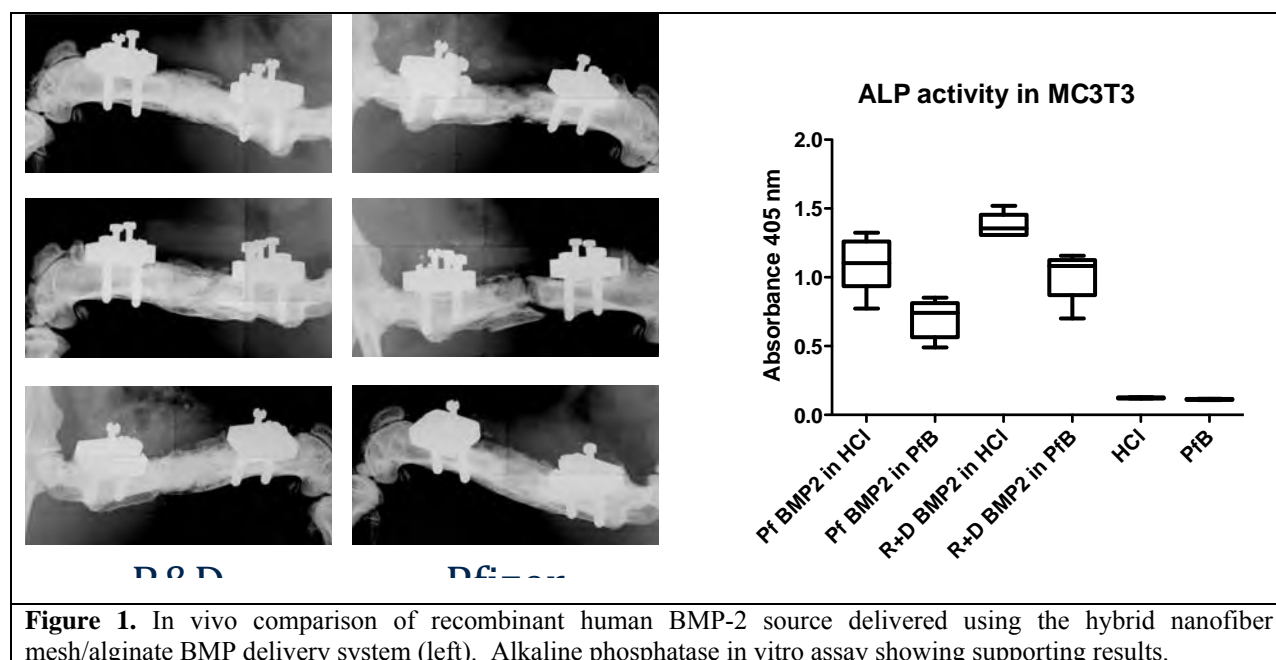 R&D Pfizer
ALP activity in MC3T3
Absorbance 405 nm
2.0
1.5
1.0
0.5
0.0
Pf BMP2 in HCl
Pf BMP2 in PfB
R+D BMP2 in HCl
R+D BMP2 in PfB
HCl
PfB
Figure 1. In vivo comparison of recombinant human BMP-2 source delivered using the hybrid nanofiber
mesh/alginate BMP delivery system (left). Alkaline phosphatase in vitro assay showing supporting results.